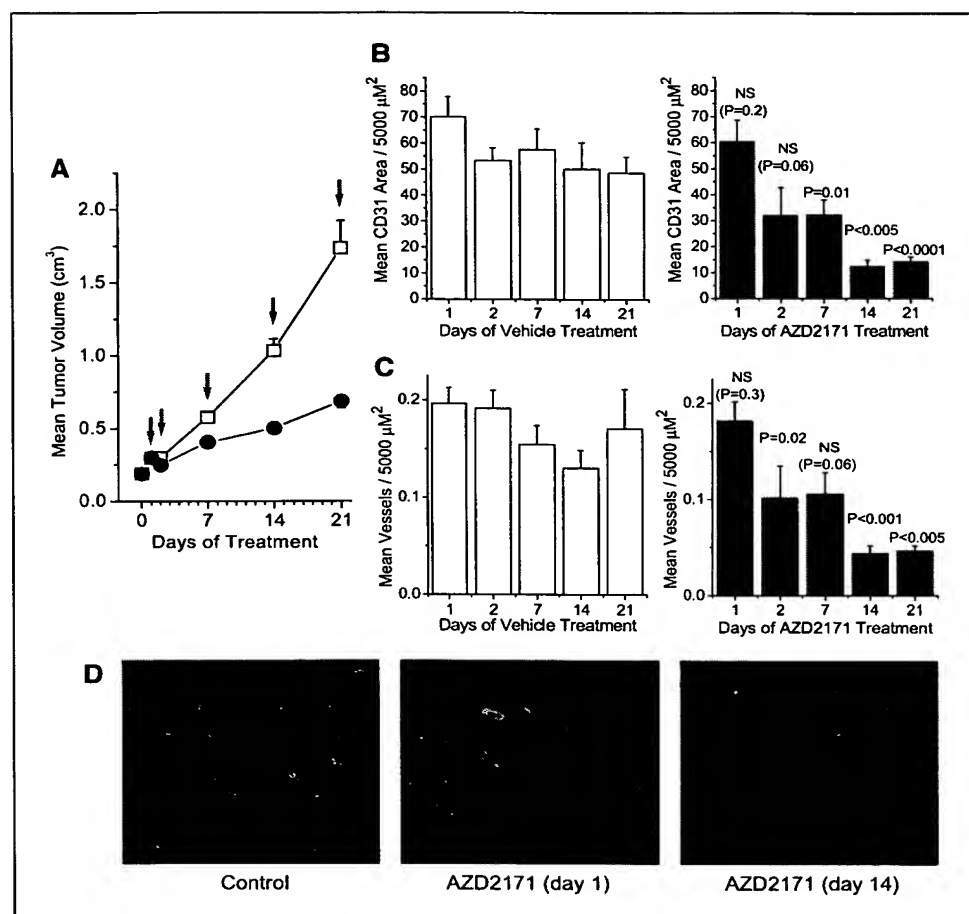 A
Mean Tumor Volume (cm³)
2.0
1.5
1.0
0.5
0.0
0 7 14 21
Days of Treatment
B
Mean CD31 Area / 5000 µM²
80
70
60
50
40
30
20
10
0
1 2 7 14 21
Days of Vehicle Treatment
Mean CD31 Area / 5000 µM²
80
70
60
50
40
30
20
10
0
NS
(P=0.2)
NS
(P=0.06)
P=0.01
P<0.005
P<0.0001
1 2 7 14 21
Days of AZD2171 Treatment
C
Mean Vessels / 5000 µM²
0.2
0.1
0.0
1 2 7 14 21
Days of Vehicle Treatment
Mean Vessels / 5000 µM²
0.2
0.1
0.0
NS
(P=0.3)
P=0.02
NS
(P=0.06)
P<0.001
P<0.005
1 2 7 14 21
Days of AZD2171 Treatment
D
Control
AZD2171 (day 1)
AZD2171 (day 14)